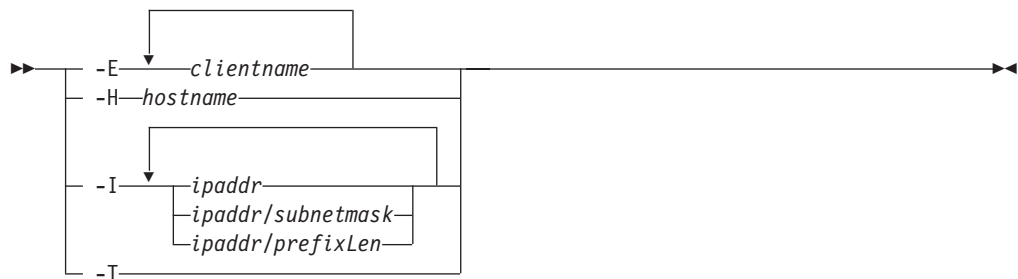 -E clientname
-H hostname
-I ipaddr
ipaddr/subnetmask
ipaddr/prefixLen
-T